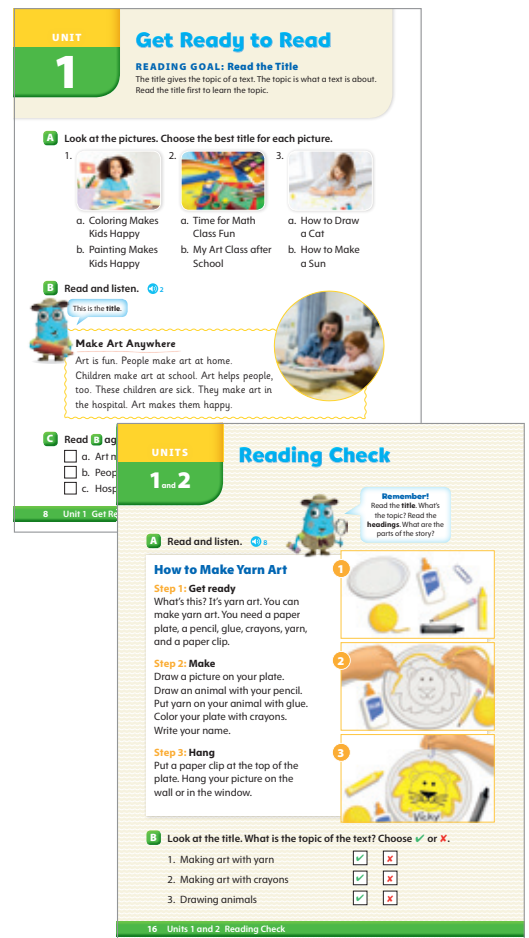 UNIT
1
Get Ready to Read
READING GOAL: Read the Title
The title gives the topic of a text. The topic is what a text is about.
Read the title first to learn the topic.
A Look at the pictures. Choose the best title for each picture.
1.
a. Coloring Makes
Kids Happy
b. Painting Makes
Kids Happy
2.
a. Time for Math
Class Fun
b. My Art Class after
School
3.
a. How to Draw
a Cat
b. How to Make
a Sun
B Read and listen. 2
This is the title.
Make Art Anywhere
Art is fun. People make art at home.
Children make art at school. Art helps people,
too. These children are sick. They make art in
the hospital. Art makes them happy.
C Read B ag
a. Art
b. Peop
c. Hosp
8 Unit 1 Get Re
UNITS
1 and 2
Reading Check
Remember!
Read the title. What's
the topic? Read the
headings. What are the
parts of the story?
A Read and listen. 8
How to Make Yarn Art
Step 1: Get ready
What's this? It's yarn art. You can
make yarn art. You need a paper
plate, a pencil, glue, crayons, yarn,
and a paper clip.
Step 2: Make
Draw a picture on your plate.
Draw an animal with your pencil.
Put yarn on your animal with glue.
Color your plate with crayons.
Write your name.
Step 3: Hang
Put a paper clip at the top of the
plate. Hang your picture on the
wall or in the window.
1
2
3
Vicky
B Look at the title. What is the topic of the text? Choose ✔ or ✘.
1. Making art with yarn ✔ ✘
2. Making art with crayons ✔ ✘
3. Drawing animals ✔ ✘
16 Units 1 and 2 Reading Check